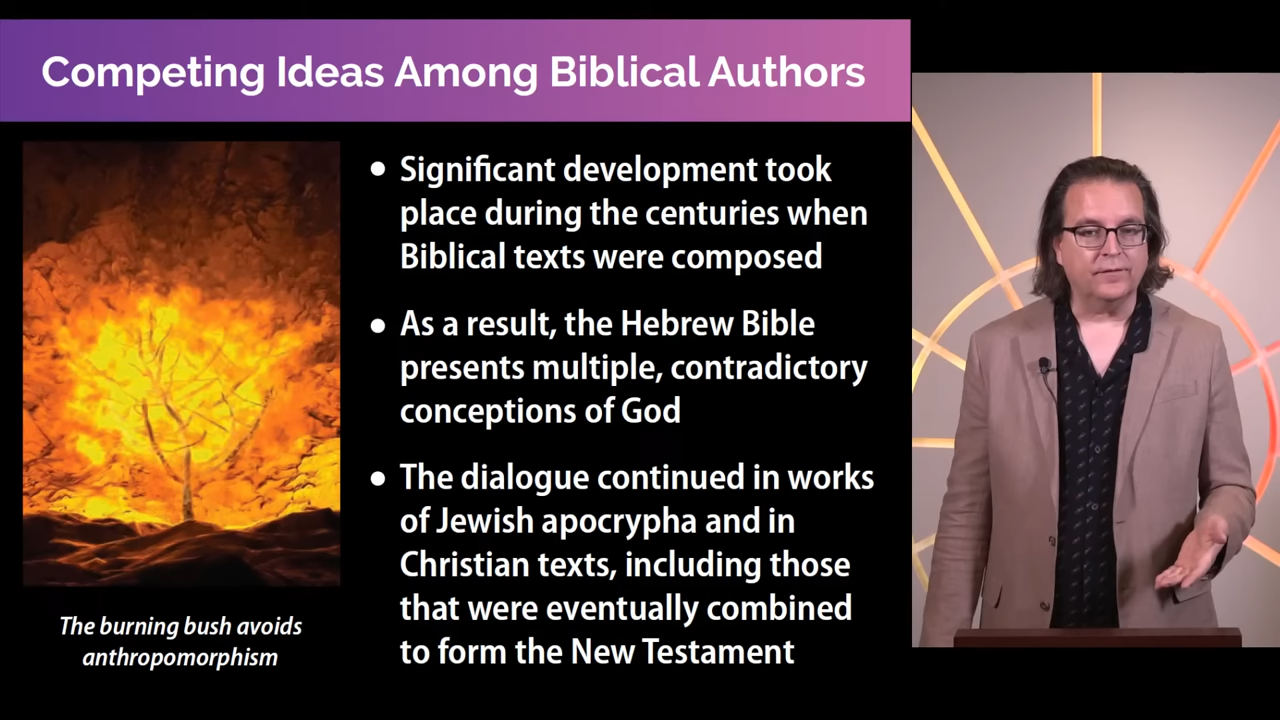 Competing Ideas Among Biblical Authors
• Significant development took
place during the centuries when
Biblical texts were composed
• As a result, the Hebrew Bible
presents multiple, contradictory
conceptions of God
• The dialogue continued in works
of Jewish apocrypha and in
Christian texts, including those
that were eventually combined
to form the New Testament
The burning bush avoids
anthropomorphism